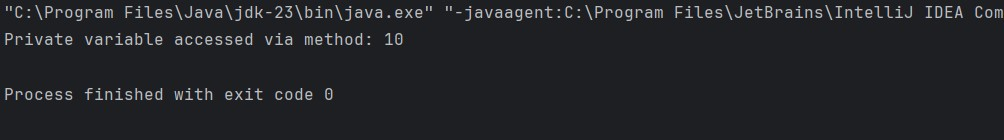 "C:\Program Files\Java\jdk-23\bin\java.exe" "-javaagent:C:\Program Files\JetBrains\IntelliJ IDEA Com
Private variable accessed via method: 10
Process finished with exit code 0